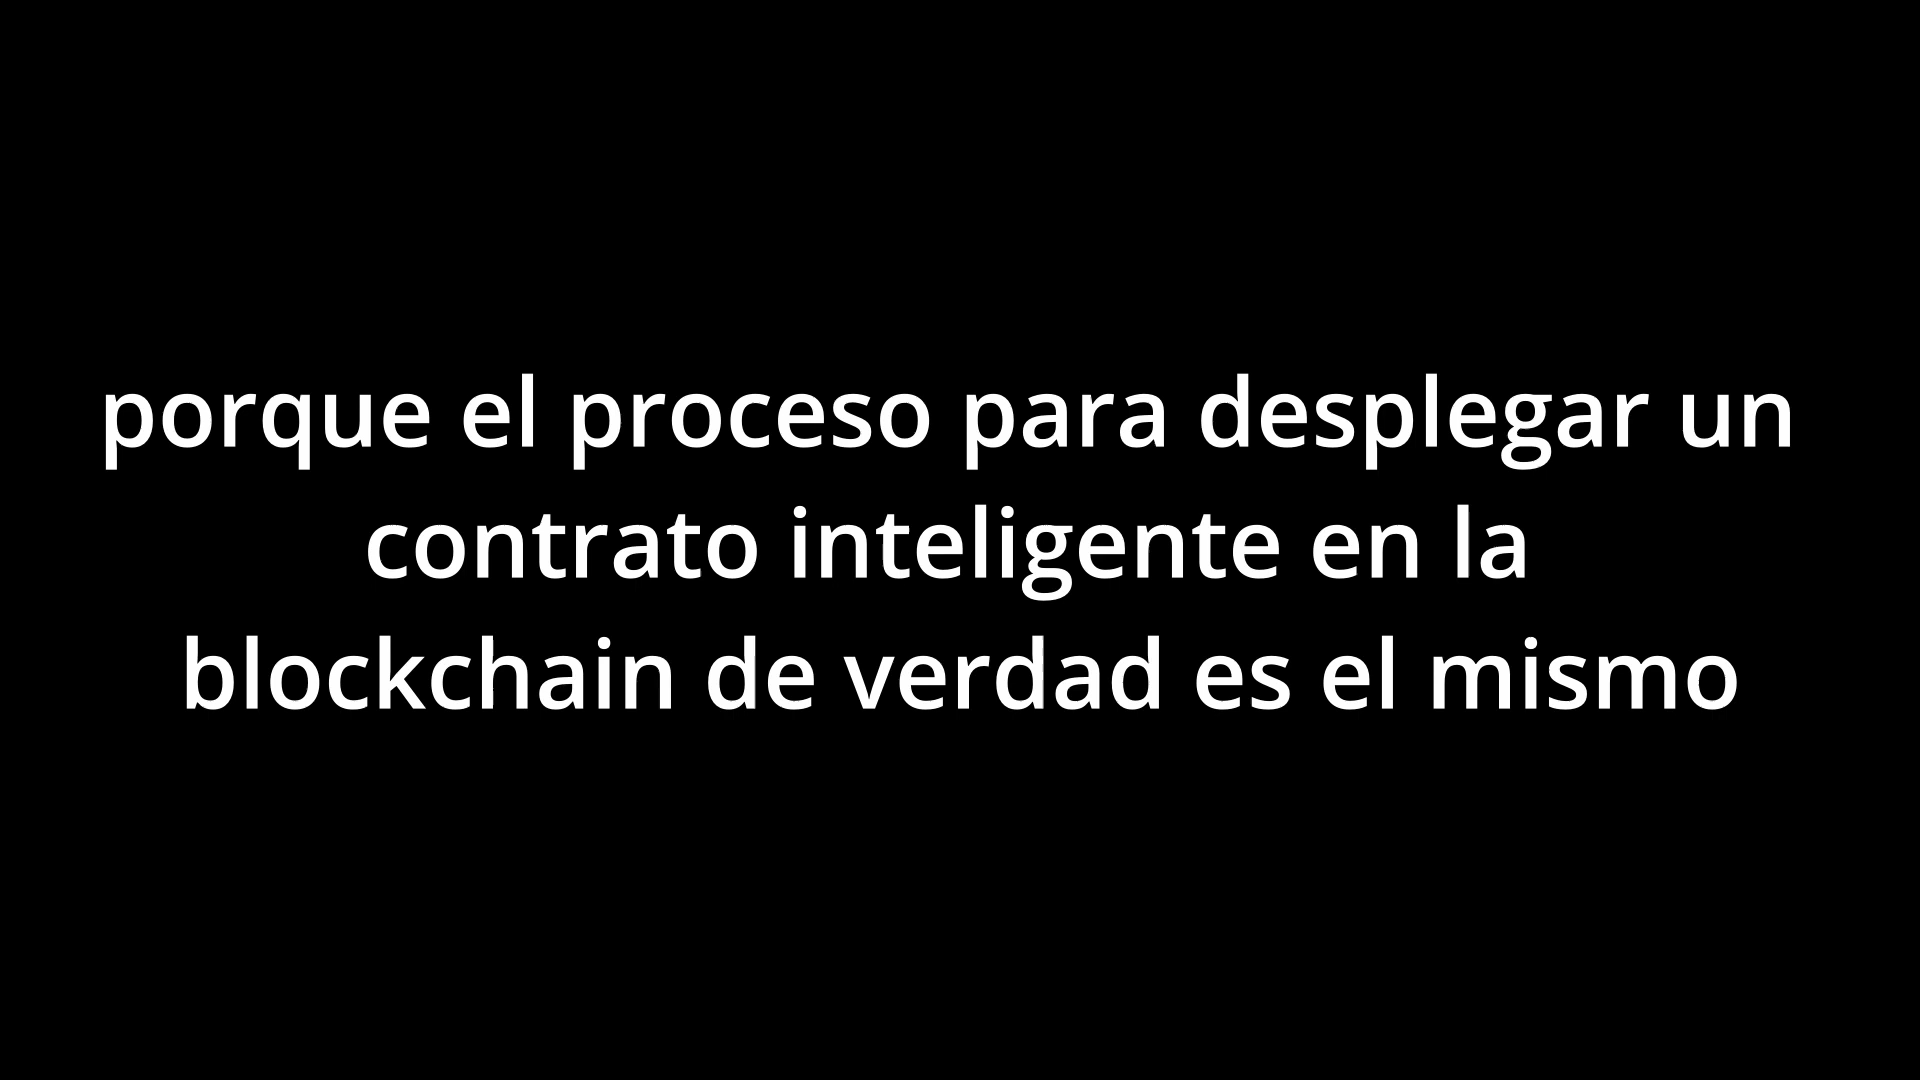 porque el proceso para desplegar un
contrato inteligente en la
blockchain de verdad es el mismo